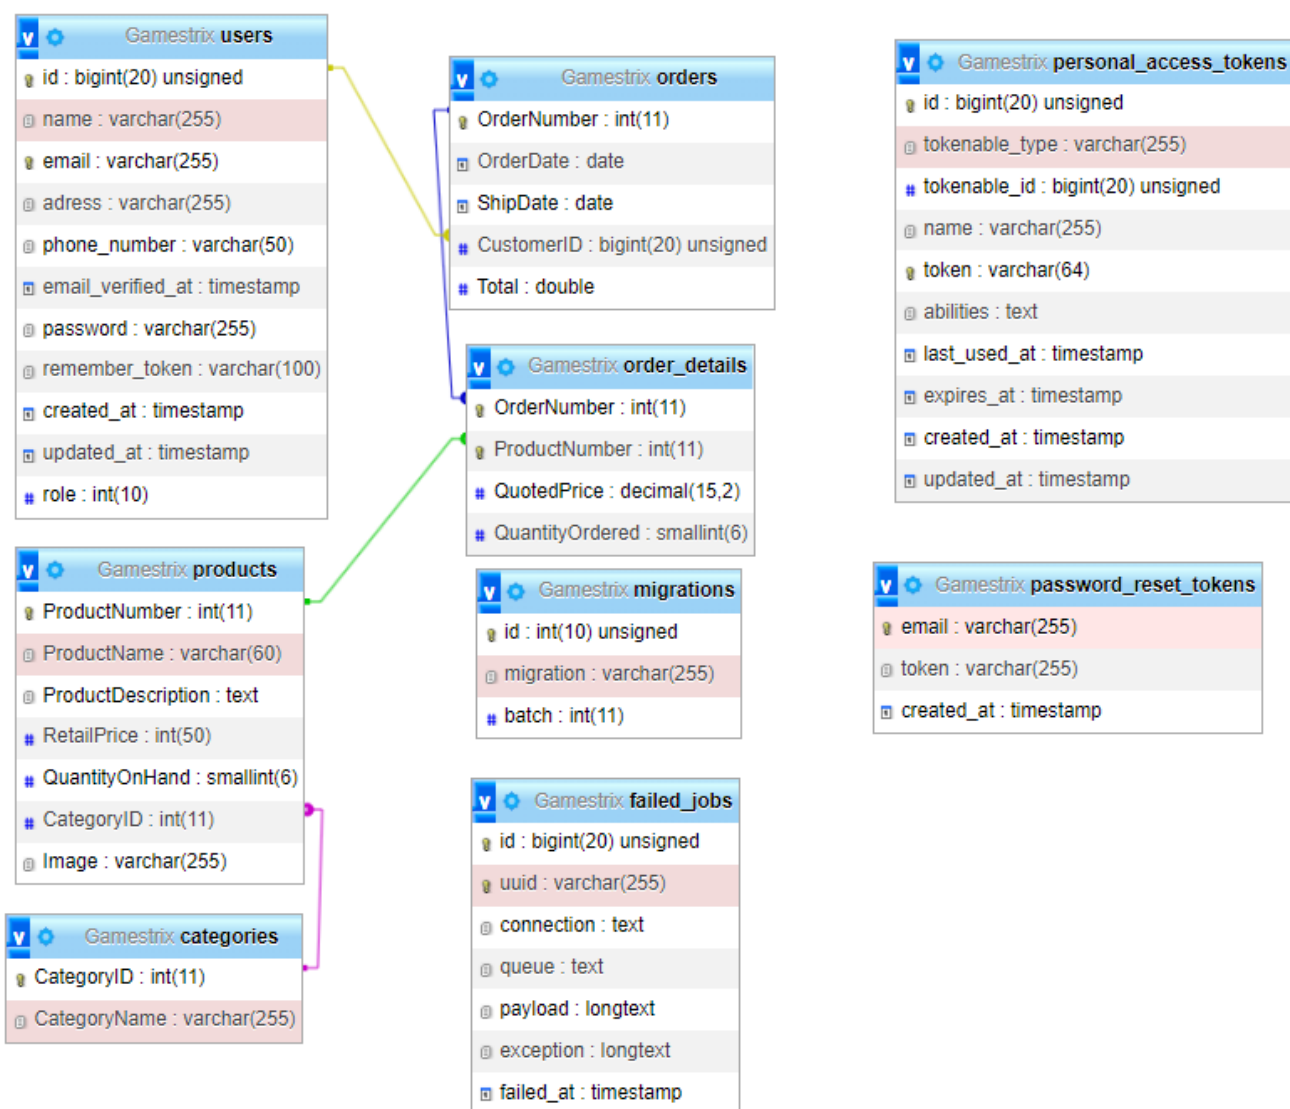 Gamestrix users
id : bigint(20) unsigned
name : varchar(255)
email : varchar(255)
adress : varchar(255)
phone_number : varchar(50)
email_verified_at : timestamp
password : varchar(255)
remember_token : varchar(100)
created_at : timestamp
updated_at : timestamp
role : int(10)
Gamestrix products
ProductNumber : int(11)
ProductName : varchar(60)
ProductDescription : text
RetailPrice : int(50)
QuantityOnHand : smallint(6)
CategoryID : int(11)
Image : varchar(255)
Gamestrix categories
CategoryID : int(11)
CategoryName : varchar(255)
Gamestrix orders
OrderNumber : int(11)
OrderDate : date
ShipDate : date
CustomerID : bigint(20) unsigned
Total : double
Gamestrix order_details
OrderNumber : int(11)
ProductNumber : int(11)
QuotedPrice : decimal(15,2)
QuantityOrdered : smallint(6)
Gamestrix migrations
id : int(10) unsigned
migration : varchar(255)
batch : int(11)
Gamestrix failed_jobs
id : bigint(20) unsigned
uuid : varchar(255)
connection : text
queue : text
payload : longtext
exception : longtext
failed_at : timestamp
Gamestrix personal_access_tokens
id : bigint(20) unsigned
tokenable_type : varchar(255)
tokenable_id : bigint(20) unsigned
name : varchar(255)
token : varchar(64)
abilities : text
last_used_at : timestamp
expires_at : timestamp
created_at : timestamp
updated_at : timestamp
Gamestrix password_reset_tokens
email : varchar(255)
token : varchar(255)
created_at : timestamp